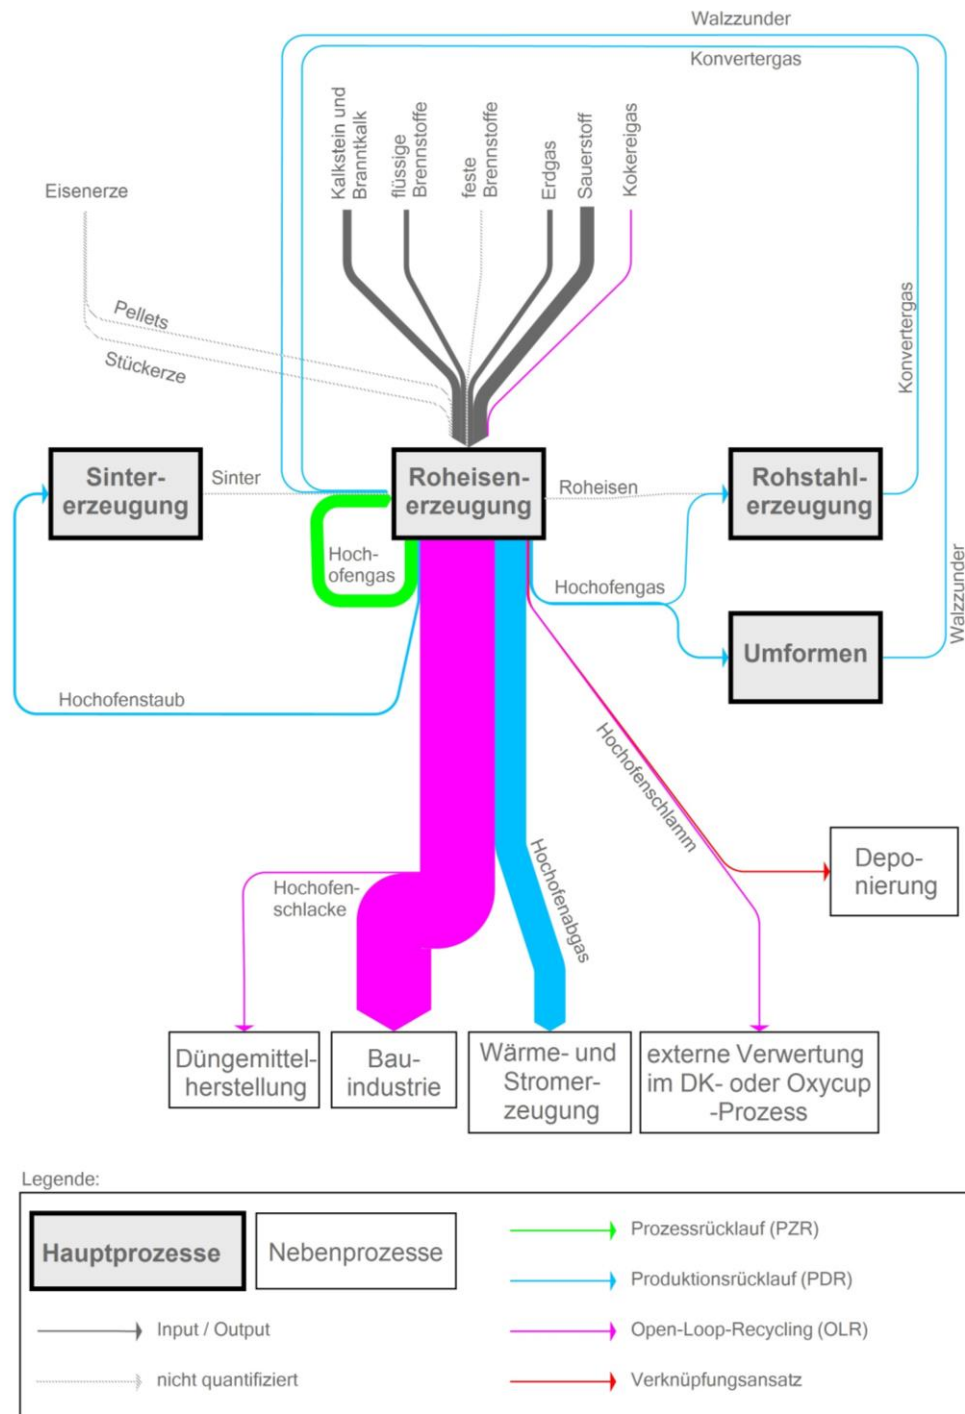 Walzzunder
Konvertergas
Kalkstein und
Branntkalk
flüssige
Brennstoffe
feste
Brennstoffe
Erdgas
Sauerstoff
Kokereigas
Eisenerze
Pellets
Stückerze
Konvertergas
Sinter-
erzeugung
Sinter
Roheisen-
erzeugung
Roheisen
Rohstahl-
erzeugung
Hoch-
ofengas
Hochofengas
Walzzunder
Umformen
Hochofenstaub
Hochofenschlamm
Hochofenabgas
Depo-
nierung
Hochofen-
schlacke
Düngemittel-
herstellung
Bau-
industrie
Wärme- und
Stromer-
zeugung
externe Verwertung
im DK- oder Oxycup
-Prozess
Legende:
Hauptprozesse
Nebenprozesse
Prozessrücklauf (PZR)
Produktionsrücklauf (PDR)
Input / Output
Open-Loop-Recycling (OLR)
nicht quantifiziert
Verknüpfungsansatz